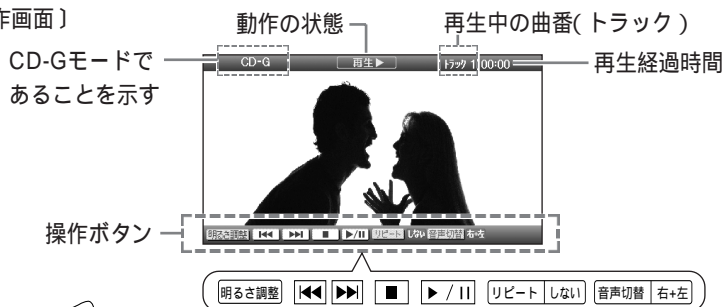 作画面〕
動作の状態
再生中の曲番(トラック)
CD-Gモードで
あることを示す
再生経過時間
CD-G 再生▶ トラック 1 00:00
操作ボタン
明るさ調整 |◀◀ ▶▶| ■ ▶/II リピート しない 音声切替 右+左
明るさ調整 |◀◀ ▶▶| ■ ▶/II リピート しない 音声切替 右+左